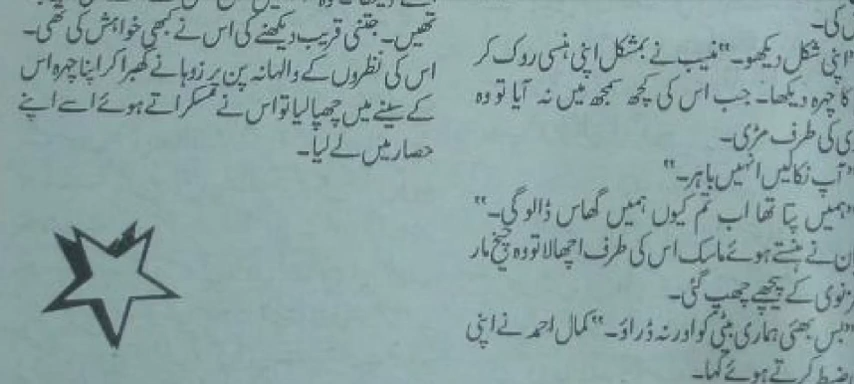 کی۔
"اپنی شکل دیکھو۔" منیب نے بمشکل اپنی ہنسی روک کر
کا چہرہ دیکھا۔ جب اس کی کچھ سمجھ میں نہ آیا تو وہ
کی طرف مڑی۔
"آپ نکالیں انہیں باہر۔"
"ہمیں پتا تھا اب تم کیوں ہمیں گھاس ڈالو گی۔"
نے ہنستے ہوئے ماسک اس کی طرف اچھالا تو وہ چیخ مار
کے پیچھے چھپ گئی۔
"بس بھئی ہماری بیٹی کو اور نہ ڈراؤ۔" کمال احمد نے اپنی
ضبط کرتے ہوئے کہا۔
تھیں۔ جتنی قریب دیکھنے کی اس نے کبھی خواہش کی تھی۔
اس کی نظروں کے والہانہ پن پر زوہا نے گھبرا کر اپنا چہرہ اس
کے سینے میں چھپا لیا تو اس نے مسکراتے ہوئے اسے اپنے
حصار میں لے لیا۔